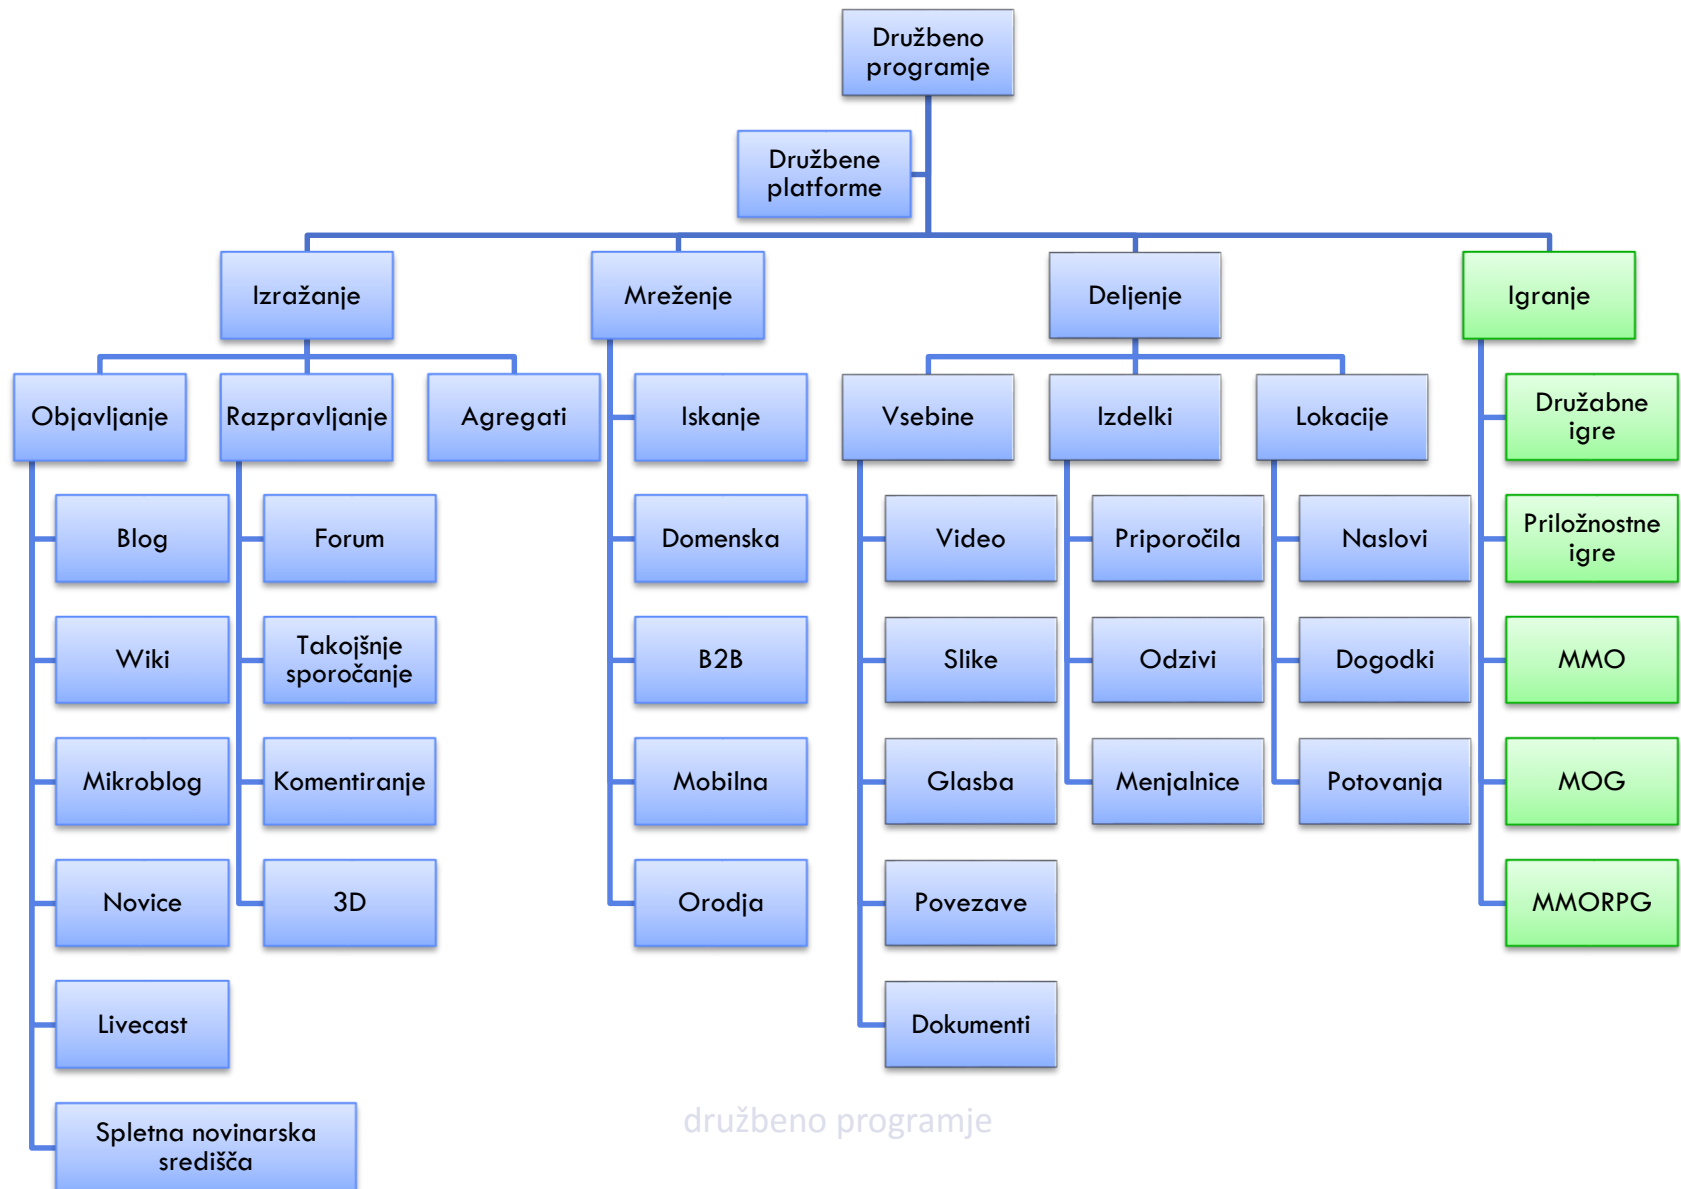 Družbeno
programje
Družbene
platforme
Izražanje
Mreženje
Deljenje
Igranje
Objavljanje
Razpravljanje
Agregati
Iskanje
Vsebine
Izdelki
Lokacije
Družabne
igre
Blog
Forum
Domenska
Video
Priporočila
Naslovi
Priložnostne
igre
Wiki
Takojšnje
sporočanje
B2B
Slike
Odzivi
Dogodki
MMO
Mikroblog
Komentiranje
Mobilna
Glasba
Menjalnice
Potovanja
MOG
Novice
3D
Orodja
Povezave
MMORPG
Livecast
Dokumenti
Spletna novinarska
središča
družbeno programje